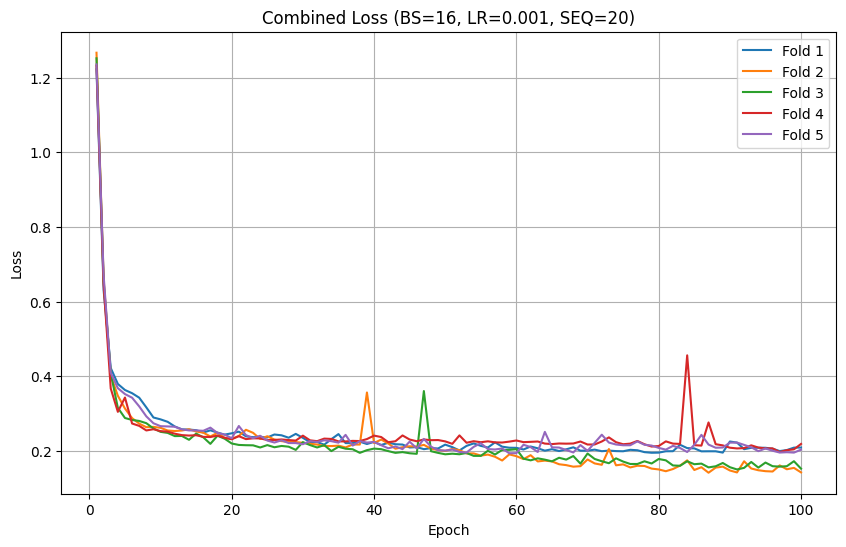 Combined Loss (BS=16, LR=0.001, SEQ=20)
Fold 1
Fold 2
Fold 3
Fold 4
Fold 5
1.2
1.0
0.8
0.6
0.4
0.2
Loss
0 20 40 60 80 100
Epoch